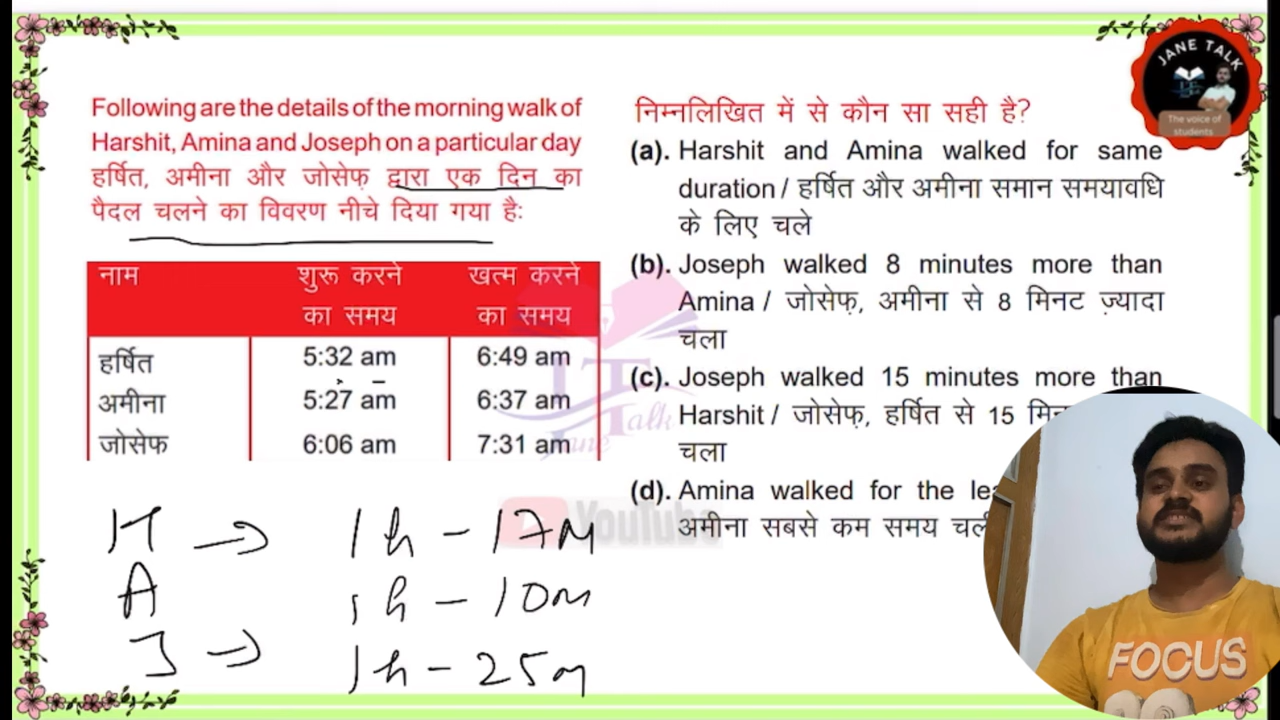 Following are the details of the morning walk of
Harshit, Amina and Joseph on a particular day
हर्षित, अमीना और जोसेफ़ द्वारा एक दिन का
पैदल चलने का विवरण नीचे दिया गया है:
नाम शुरू करने का समय खत्म करने का समय
हर्षित 5:32 am 6:49 am
अमीना 5:27 am 6:37 am
जोसेफ 6:06 am 7:31 am
H → 1h - 17M
A 1h - 10m
J → 1h - 25m
निम्नलिखित में से कौन सा सही है?
(a). Harshit and Amina walked for same
duration / हर्षित और अमीना समान समयावधि
के लिए चले
(b). Joseph walked 8 minutes more than
Amina / जोसेफ़, अमीना से 8 मिनट ज़्यादा
चला
(c). Joseph walked 15 minutes more than
Harshit / जोसेफ़, हर्षित से 15
चला
(d). Amina walked for the
अमीना सबसे कम समय
JANE TALK
The voice of
students
Talk
Jane
YouTube
FOCUS